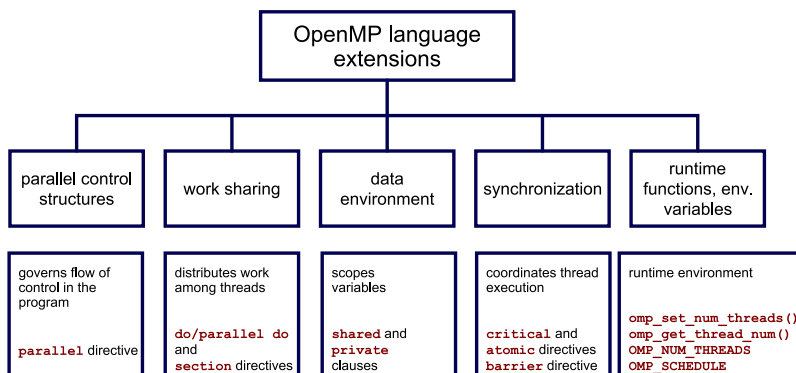 OpenMP language
extensions
parallel control
structures
work sharing
data
environment
synchronization
runtime
functions, env.
variables
governs flow of
control in the
program
parallel directive
distributes work
among threads
do/parallel do
and
section directives
scopes
variables
shared and
private
clauses
coordinates thread
execution
critical and
atomic directives
barrier directive
runtime environment
omp_set_num_threads()
omp_get_thread_num()
OMP_NUM_THREADS
OMP_SCHEDULE